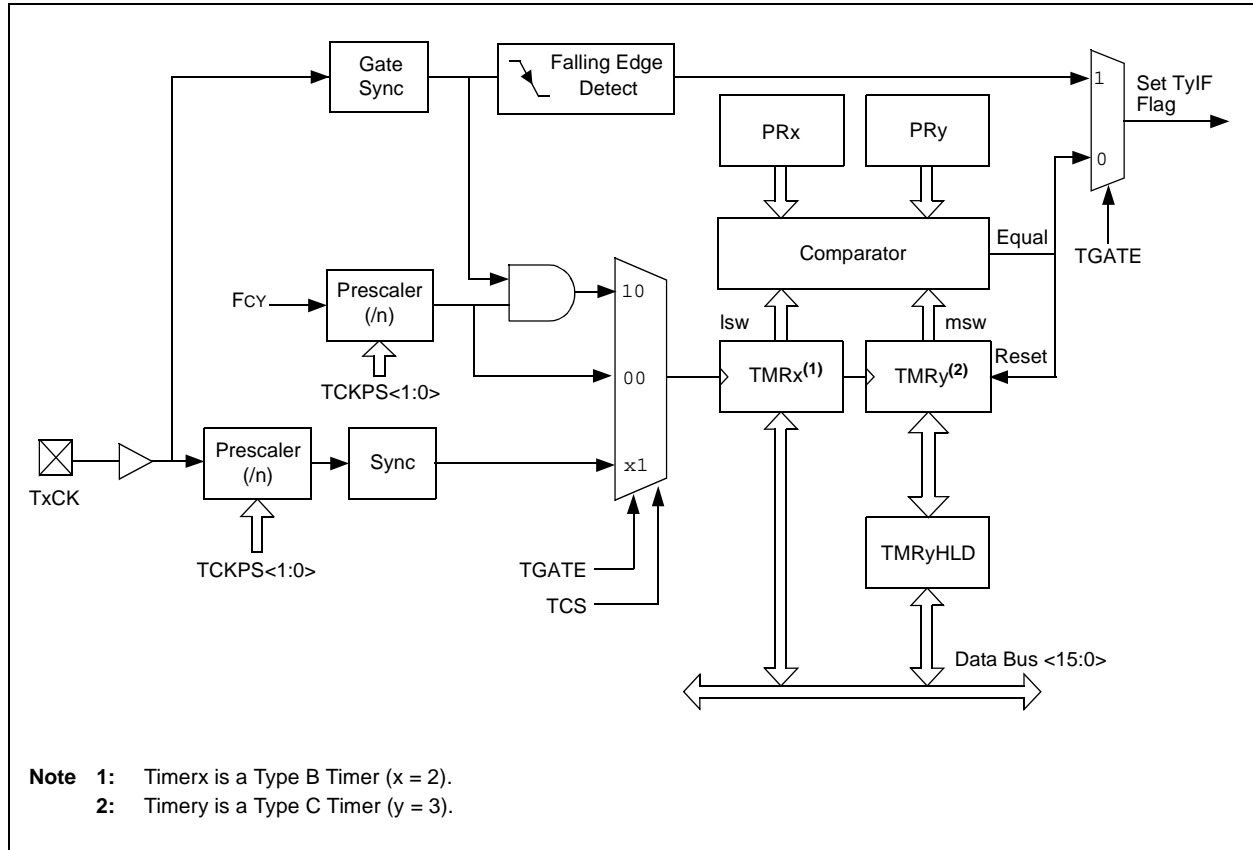 Gate
Sync
Falling Edge
Detect
1
Set TyIF
Flag
PRx
PRy
0
Comparator
Equal
TGATE
FCY
Prescaler
(/n)
10
lsw
msw
TCKPS<1:0>
00
TMRx(1)
TMRy(2)
Reset
TxCK
Prescaler
(/n)
Sync
x1
TCKPS<1:0>
TGATE
TCS
TMRyHLD
Data Bus <15:0>
Note 1: Timerx is a Type B Timer (x = 2).
2: Timery is a Type C Timer (y = 3).